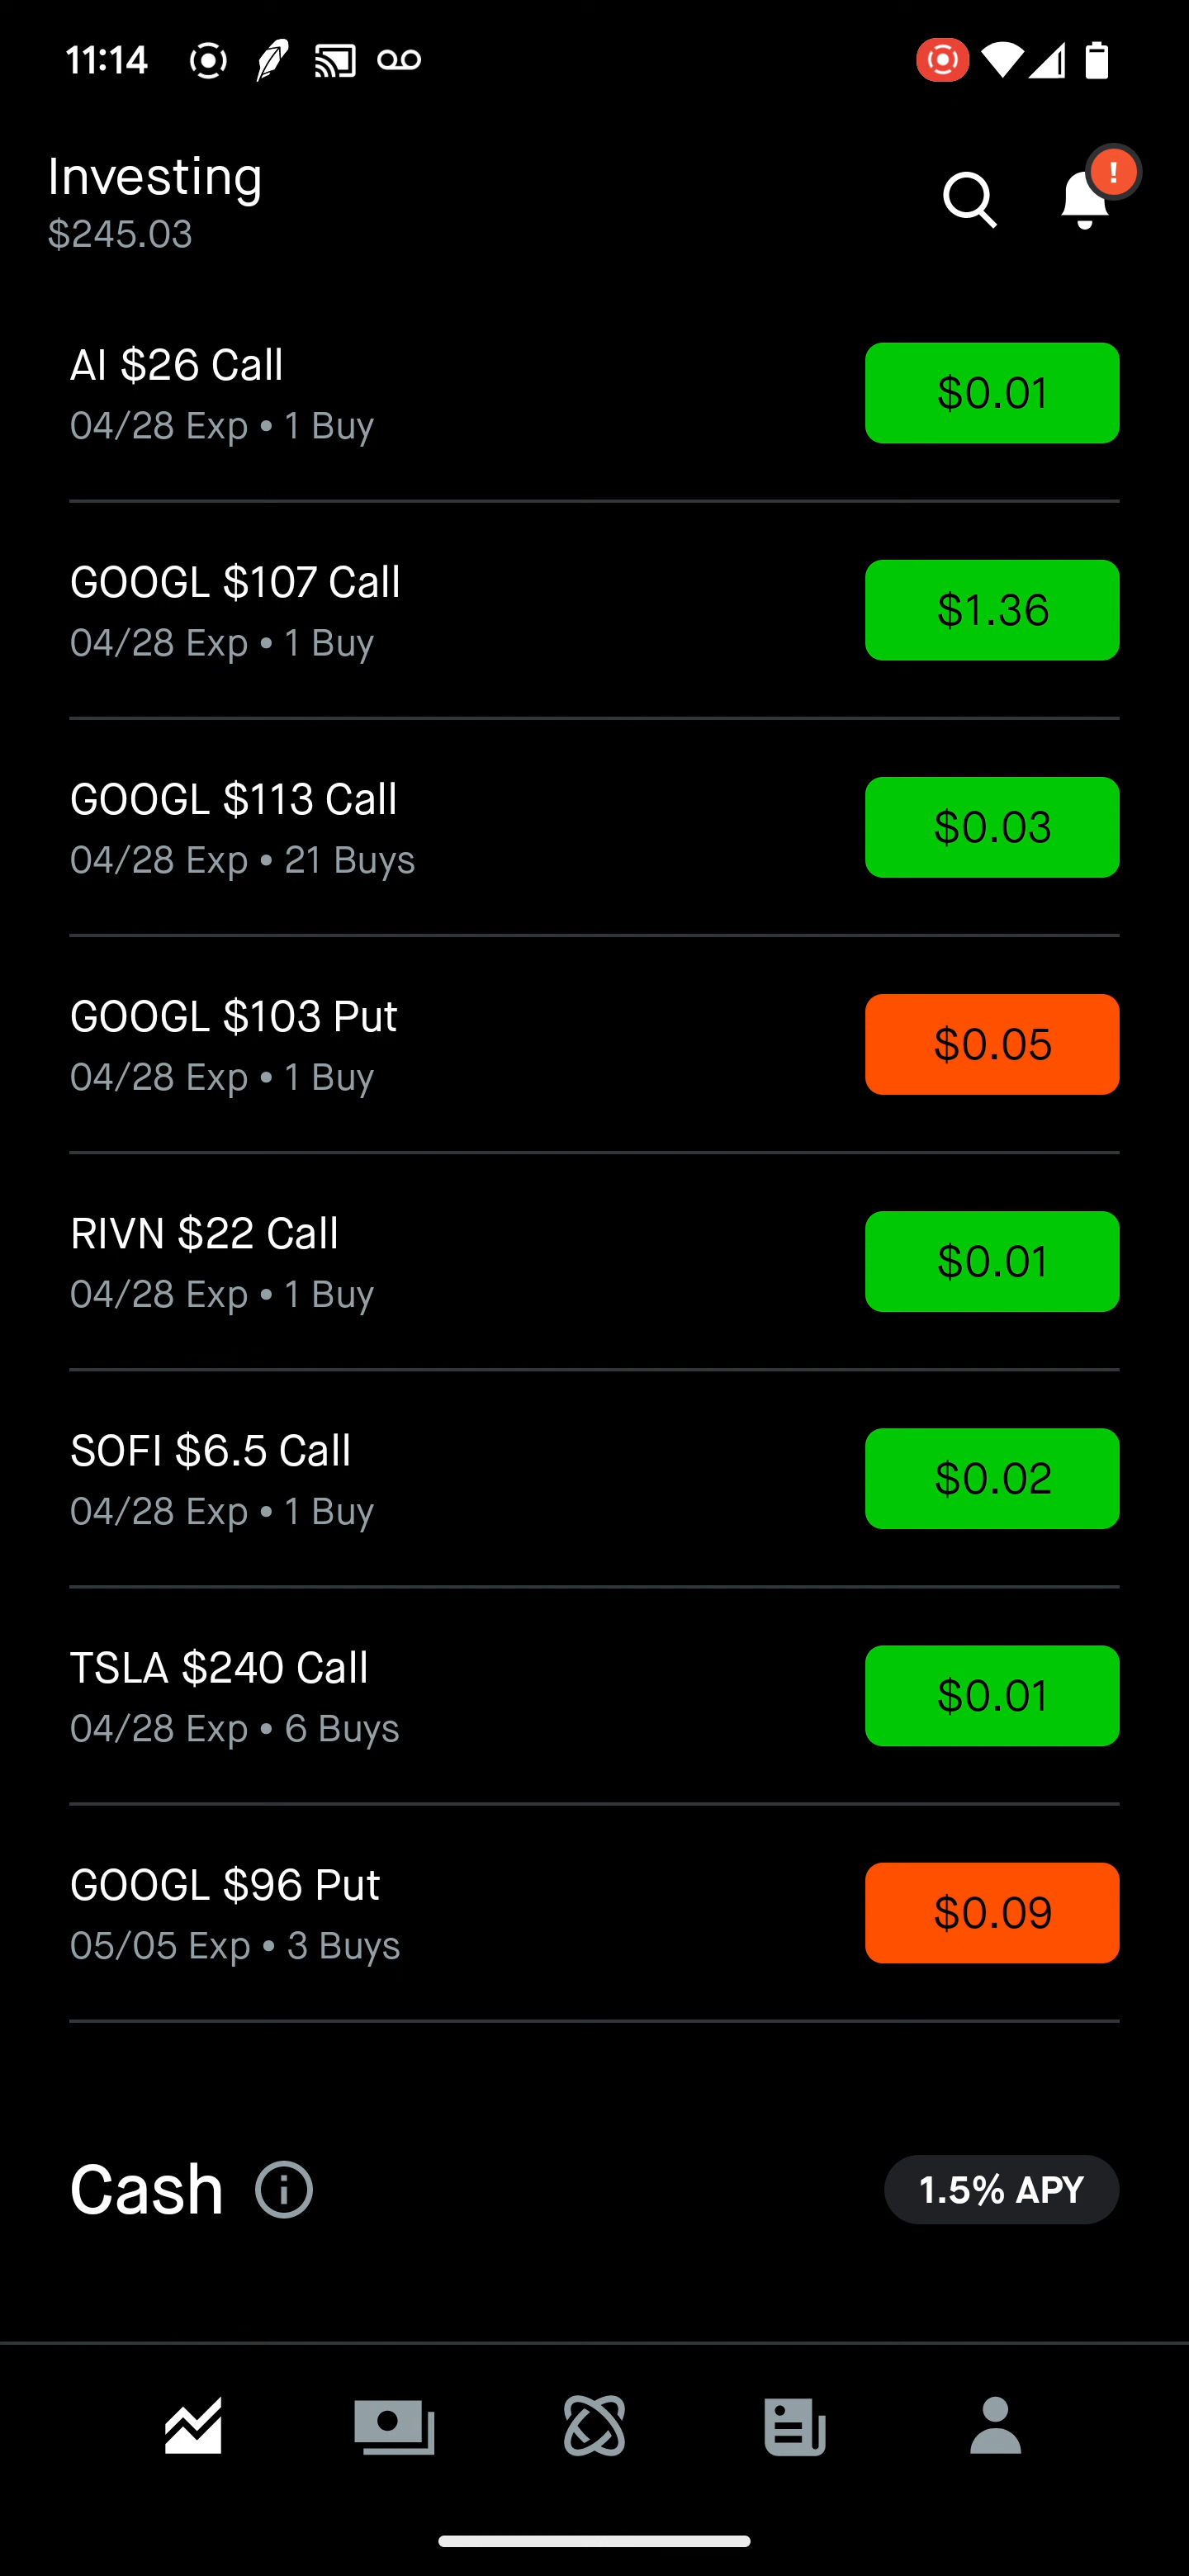 11:14
Investing
$245.03
!
AI $26 Call
04/28 Exp • 1 Buy
$0.01
GOOGL $107 Call
04/28 Exp • 1 Buy
$1.36
GOOGL $113 Call
04/28 Exp • 21 Buys
$0.03
GOOGL $103 Put
04/28 Exp • 1 Buy
$0.05
RIVN $22 Call
04/28 Exp • 1 Buy
$0.01
SOFI $6.5 Call
04/28 Exp • 1 Buy
$0.02
TSLA $240 Call
04/28 Exp • 6 Buys
$0.01
GOOGL $96 Put
05/05 Exp • 3 Buys
$0.09
Cash
1.5% APY